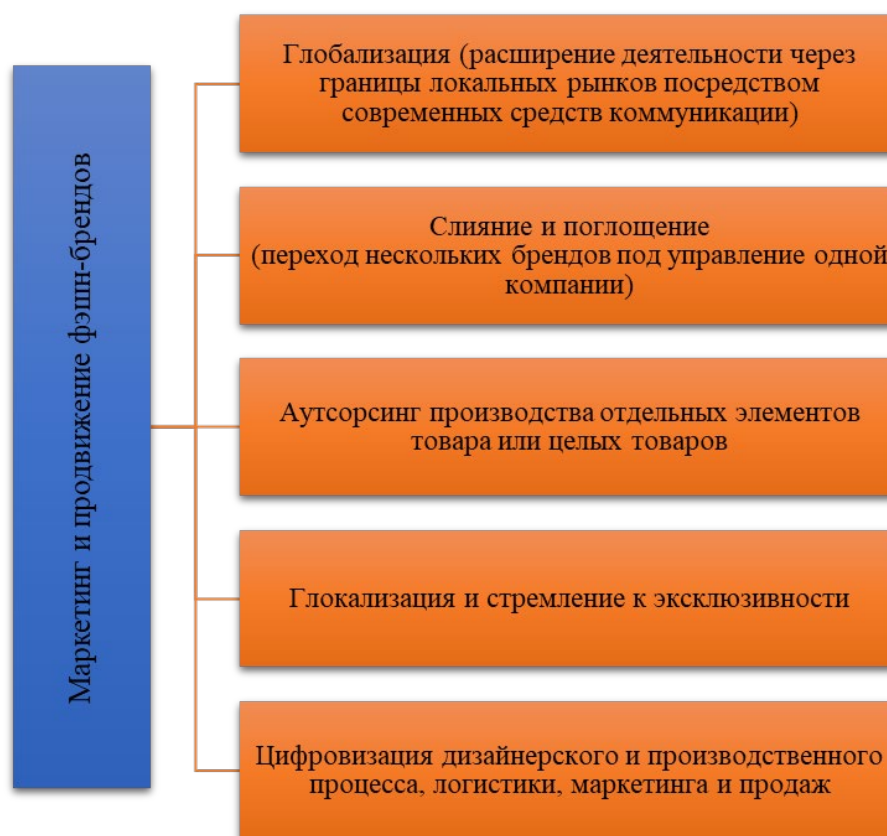 Маркетинг и продвижение фэшн-брендов
Глобализация (расширение деятельности через
границы локальных рынков посредством
современных средств коммуникации)
Слияние и поглощение
(переход нескольких брендов под управление одной
компании)
Аутсорсинг производства отдельных элементов
товара или целых товаров
Глокализация и стремление к эксклюзивности
Цифровизация дизайнерского и производственного
процесса, логистики, маркетинга и продаж